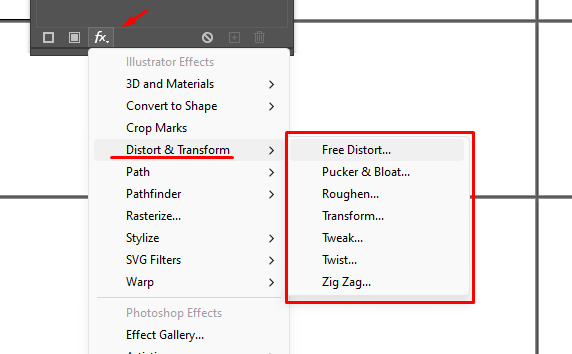 fx.
Illustrator Effects
3D and Materials
Convert to Shape
Crop Marks
Distort & Transform
Free Distort...
Path
Pucker & Bloat...
Pathfinder
Roughen...
Rasterize...
Transform...
Stylize
Tweak...
SVG Filters
Twist...
Warp
Zig Zag...
Photoshop Effects
Effect Gallery...